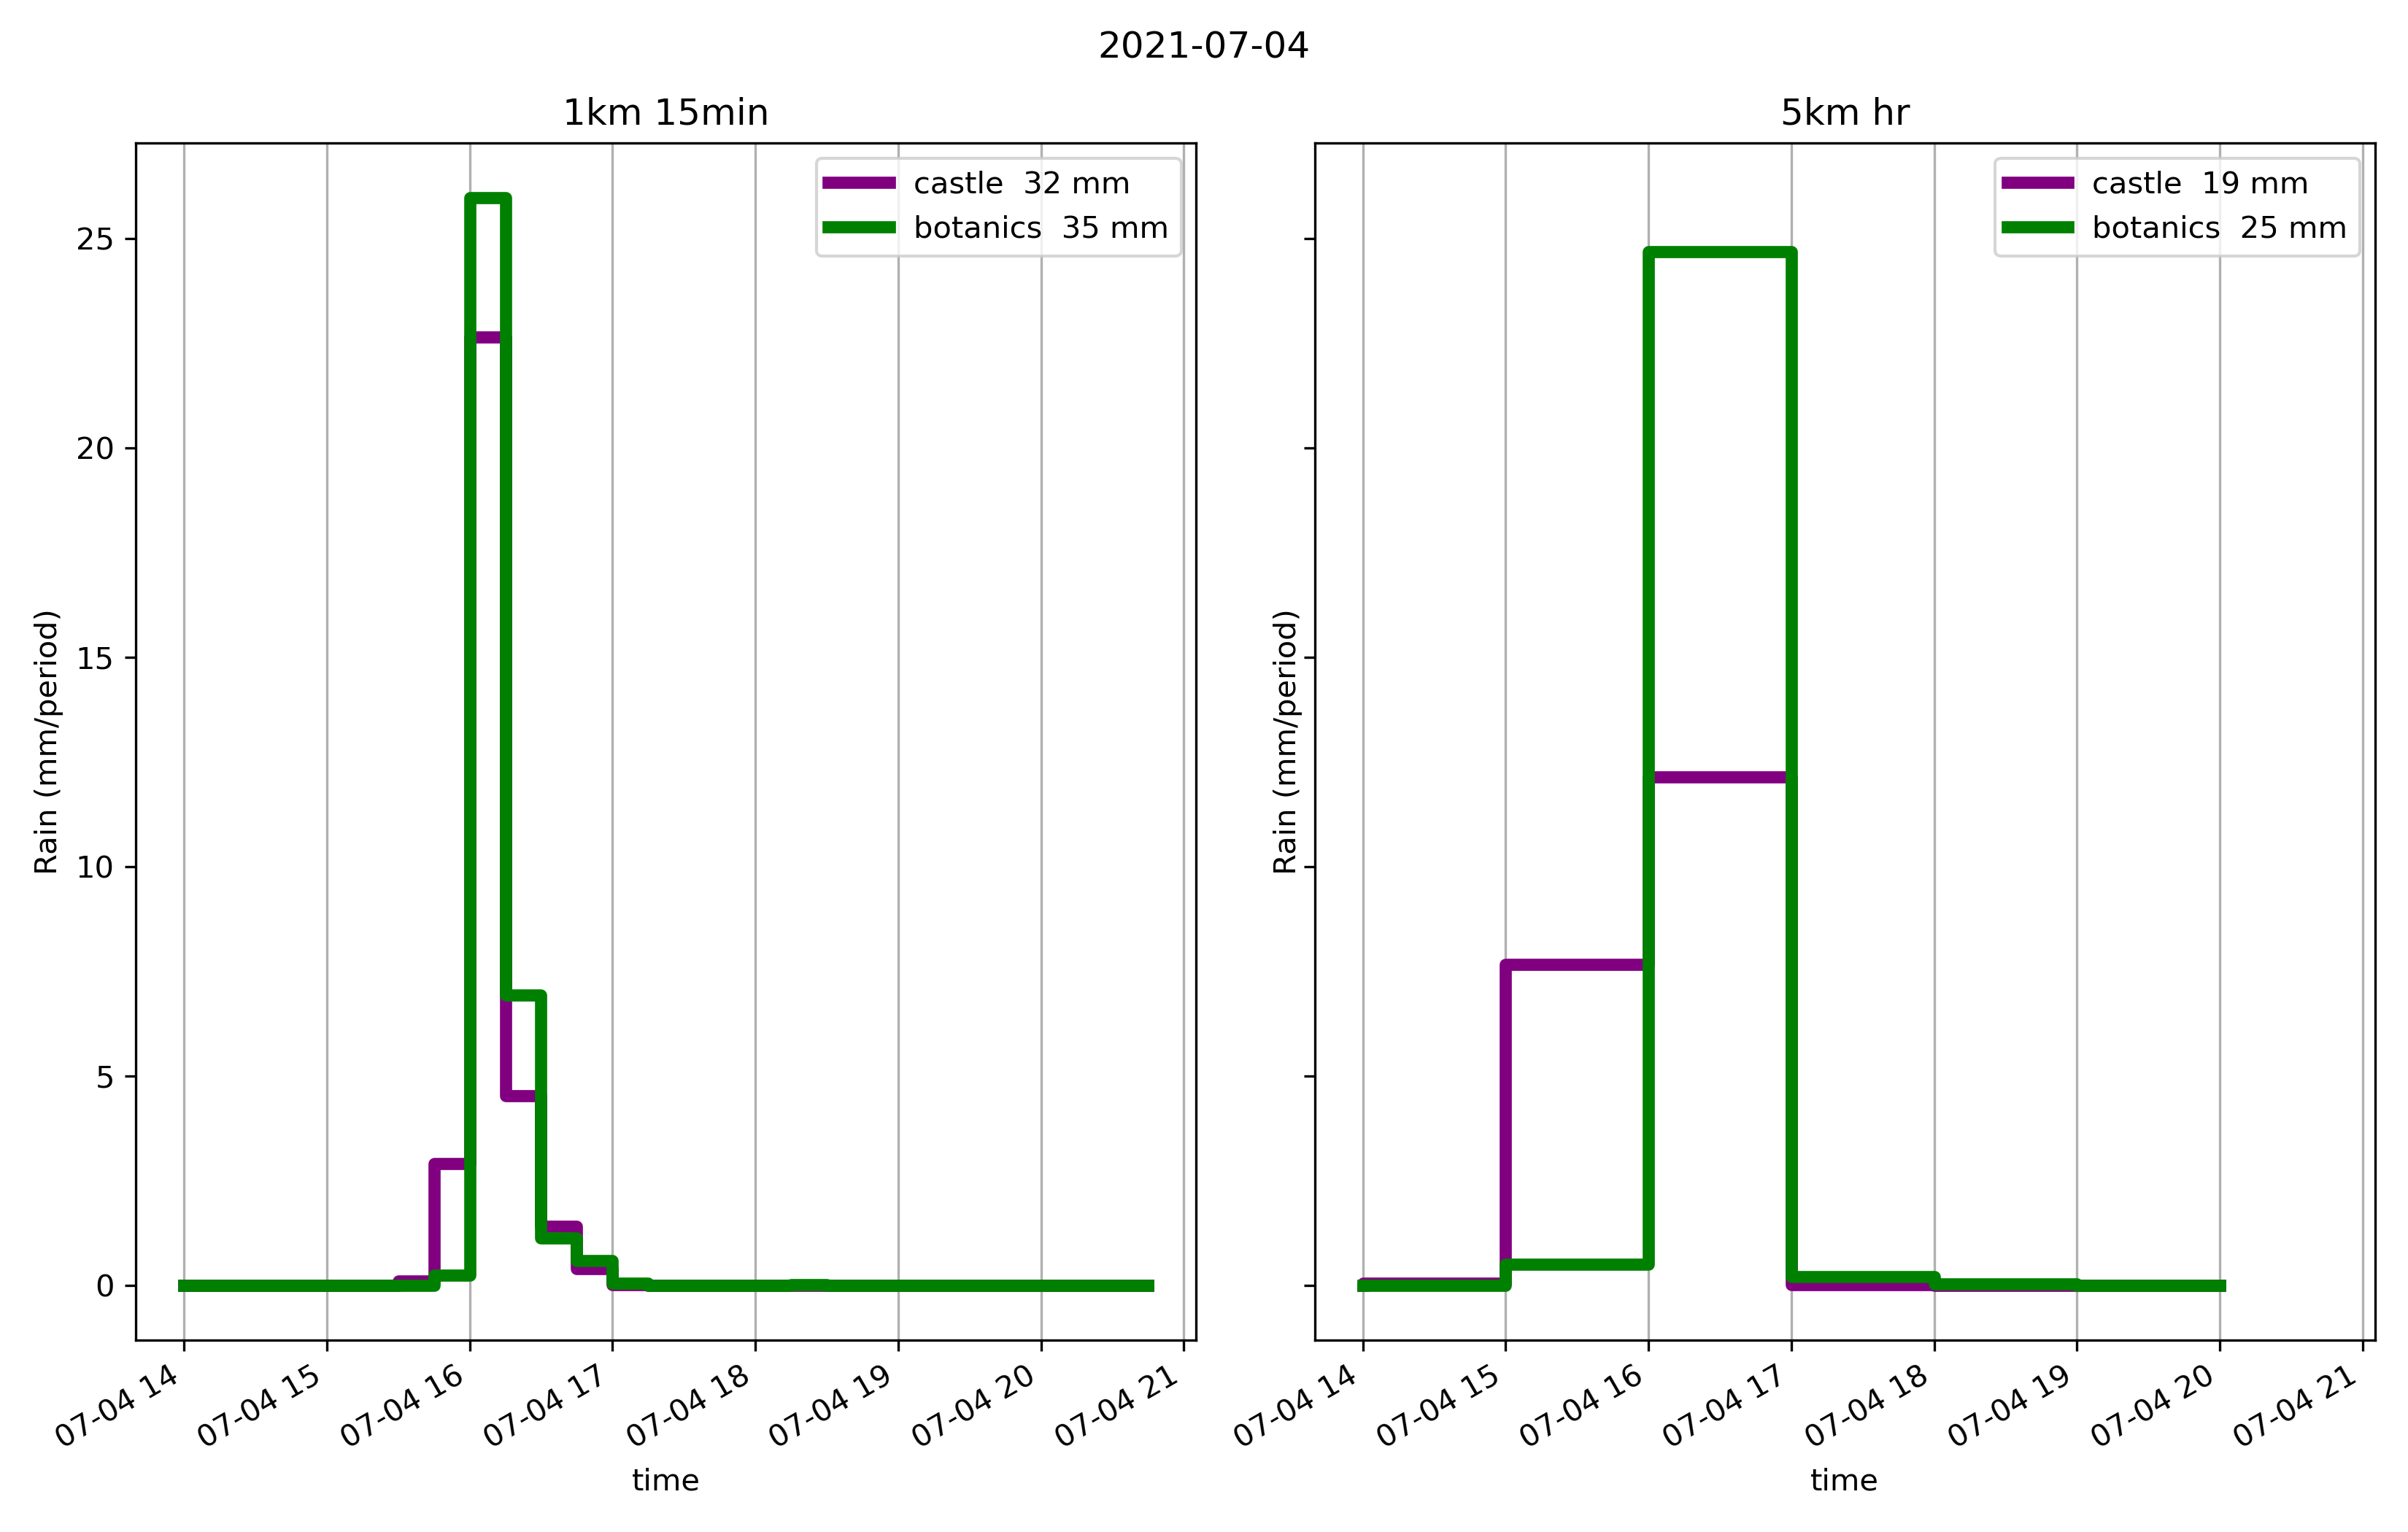 2021-07-04
1km 15min
castle  32 mm
botanics  35 mm
25
20
15
10
5
0
Rain (mm/period)
07-04 14
07-04 15
07-04 16
07-04 17
07-04 18
07-04 19
07-04 20
07-04 21
time
5km hr
castle  19 mm
botanics  25 mm
Rain (mm/period)
07-04 14
07-04 15
07-04 16
07-04 17
07-04 18
07-04 19
07-04 20
07-04 21
time